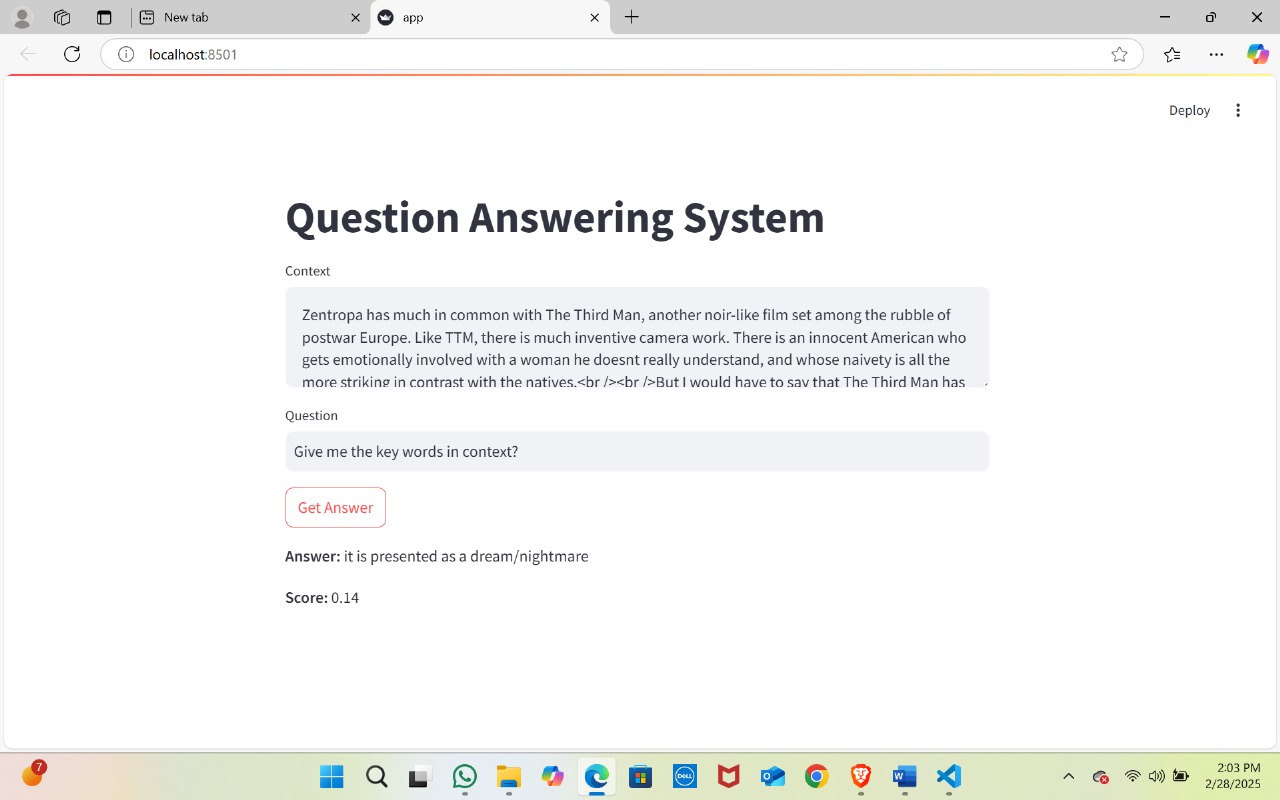 New tab
app
localhost:8501
Deploy
Question Answering System
Context
Zentropa has much in common with The Third Man, another noir-like film set among the rubble of
postwar Europe. Like TTM, there is much inventive camera work. There is an innocent American who
gets emotionally involved with a woman he doesnt really understand, and whose naivety is all the
more striking in contrast with the natives.<br /><br />But I would have to say that The Third Man has
Question
Give me the key words in context?
Get Answer
Answer: it is presented as a dream/nightmare
Score: 0.14
7
DELL
W
2:03 PM
2/28/2025